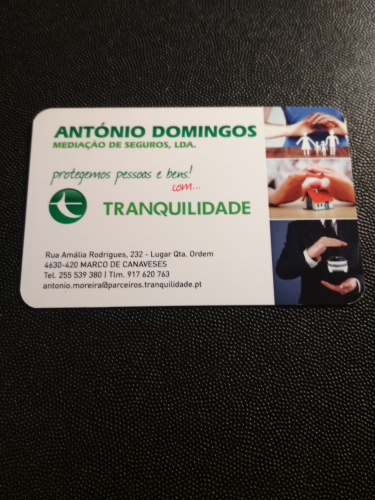 ANTÓNIO DOMINGOS
MEDIAÇÃO DE SEGUROS, LDA.
protegemos pessoas e bens!
com...
TRANQUILIDADE
Rua Amália Rodrigues, 232 - Lugar Qta. Ordem
4630-420 MARCO DE CANAVESES
Tel. 255 539 380 | Tlm. 917 620 763
antonio.moreira@parceiros.tranquilidade.pt